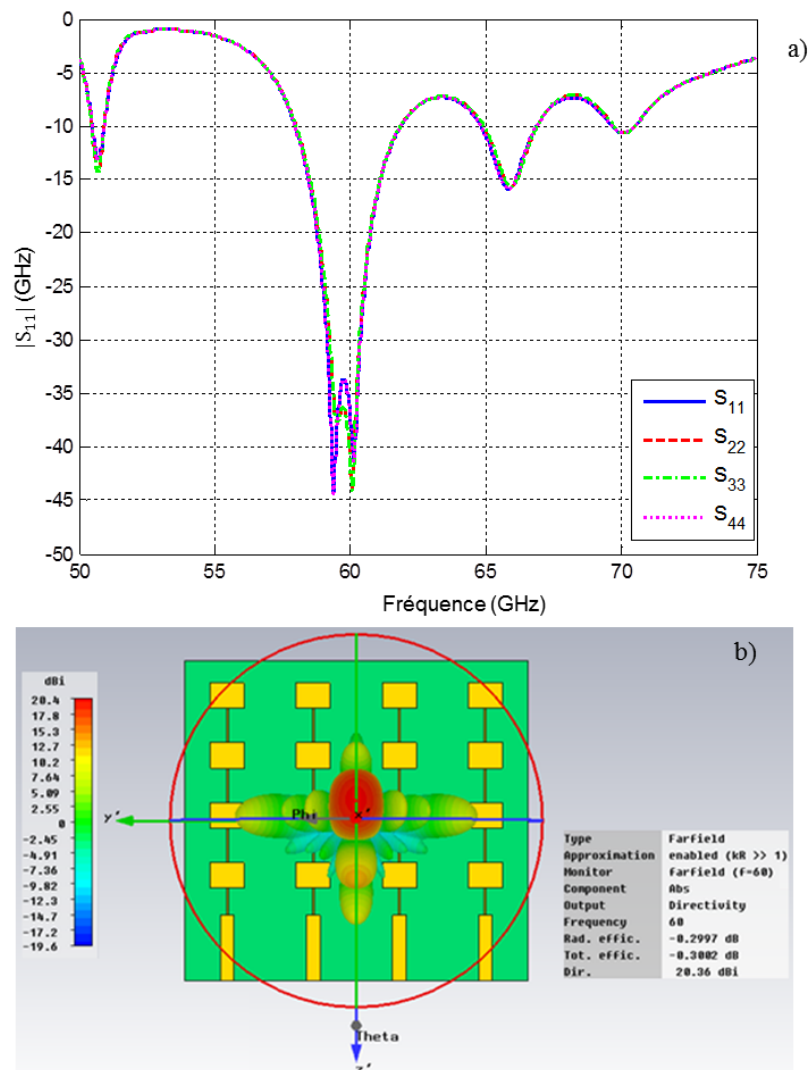 a)
0
-5
-10
-15
-20
-25
-30
-35
-40
-45
-50
|S11| (GHz)
50
55
60
65
70
75
Fréquence (GHz)
S11
S22
S33
S44
b)
dBi
20.4
17.8
15.3
12.7
10.2
7.64
5.09
2.55
0
-2.45
-4.91
-7.36
-9.82
-12.3
-14.7
-17.2
-19.6
y'
Phi
x'
Theta
z'
Type Farfield
Approximation enabled (kR >> 1)
Monitor Farfield (f=60)
Component Abs
Output Directivity
Frequency 60
Rad. effic. -0.2997 dB
Tot. effic. -0.3002 dB
Dir. 20.36 dBi